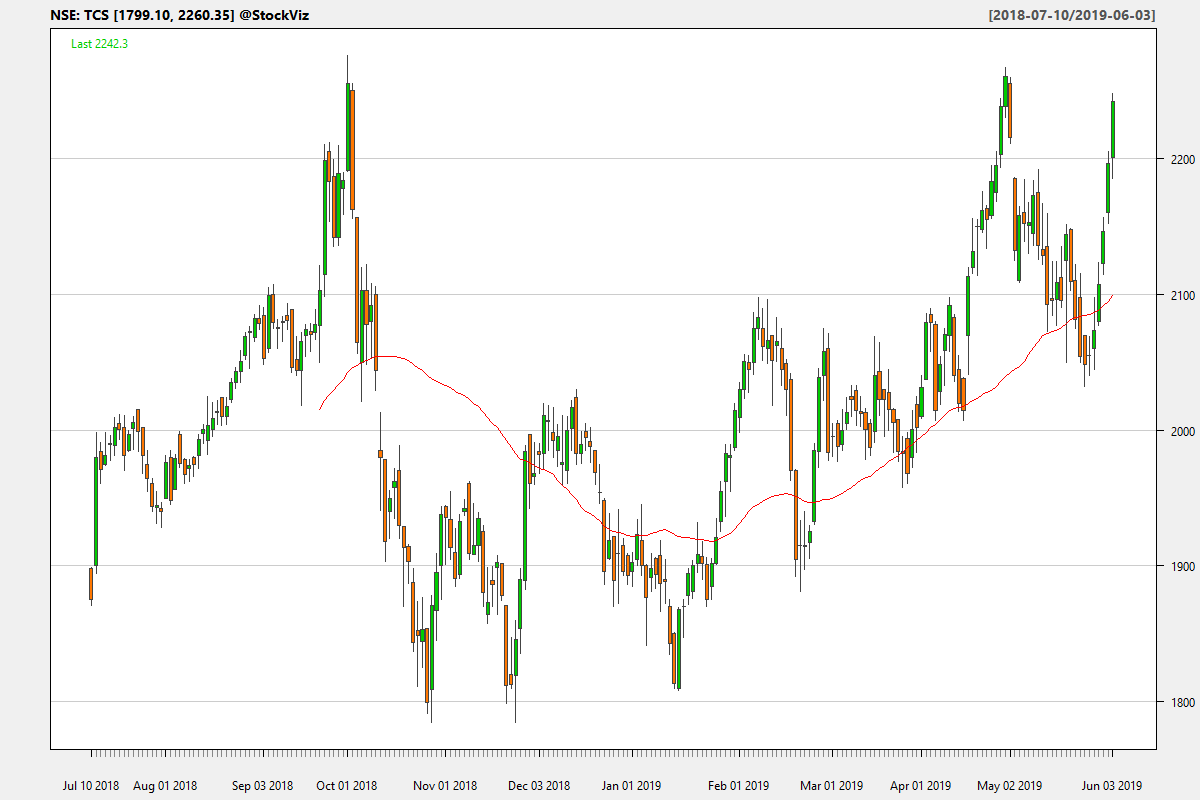 NSE: TCS [1799.10, 2260.35] @StockViz [2018-07-10/2019-06-03]
Last 2242.3
2200
2100
2000
1900
1800
Jul 10 2018 Aug 01 2018 Sep 03 2018 Oct 01 2018 Nov 01 2018 Dec 03 2018 Jan 01 2019 Feb 01 2019 Mar 01 2019 Apr 01 2019 May 02 2019 Jun 03 2019